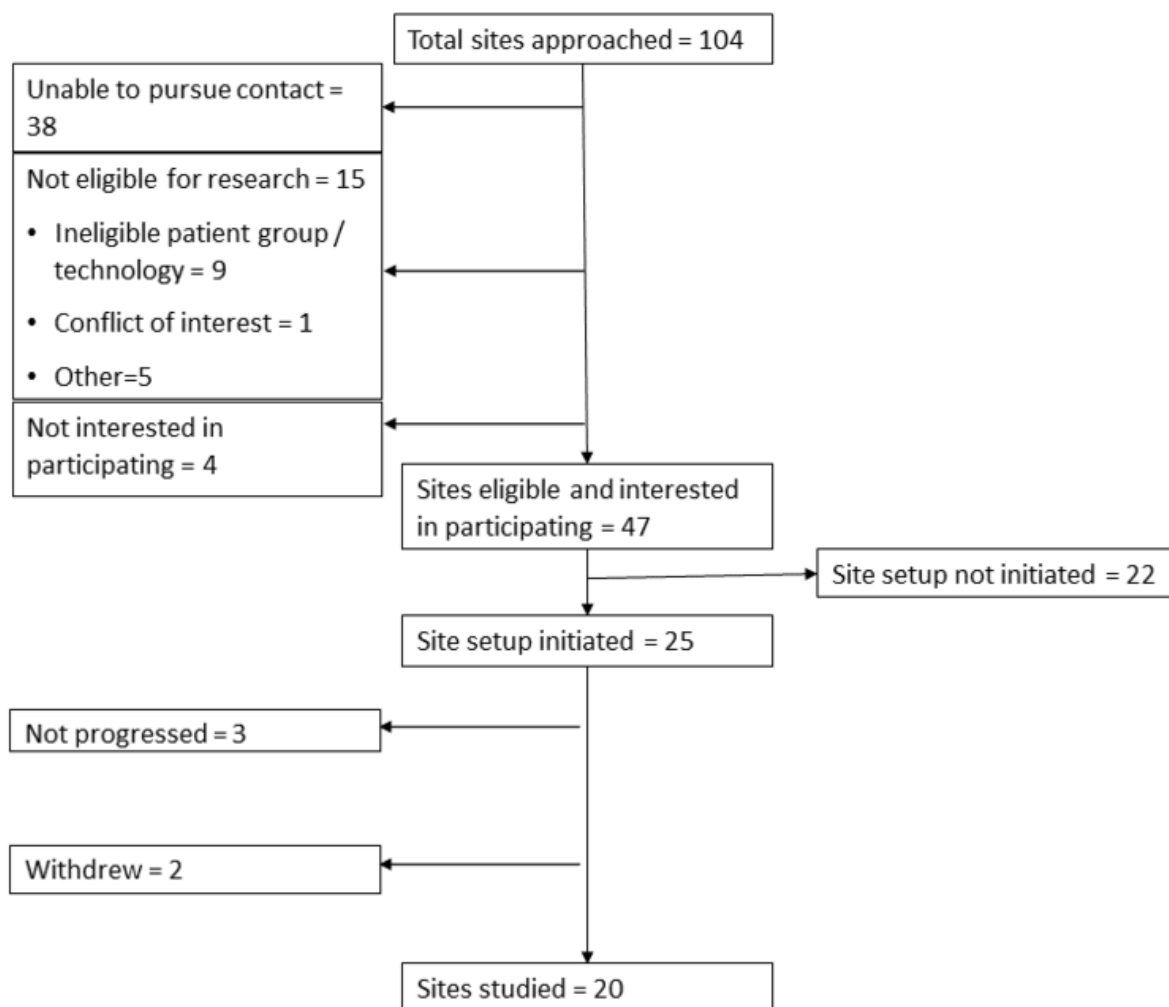 Total sites approached = 104
Unable to pursue contact =
38
Not eligible for research = 15
• Ineligible patient group /
technology = 9
• Conflict of interest = 1
• Other=5
Not interested in
participating = 4
Sites eligible and interested
in participating = 47
Site setup not initiated = 22
Site setup initiated = 25
Not progressed = 3
Withdrew = 2
Sites studied = 20